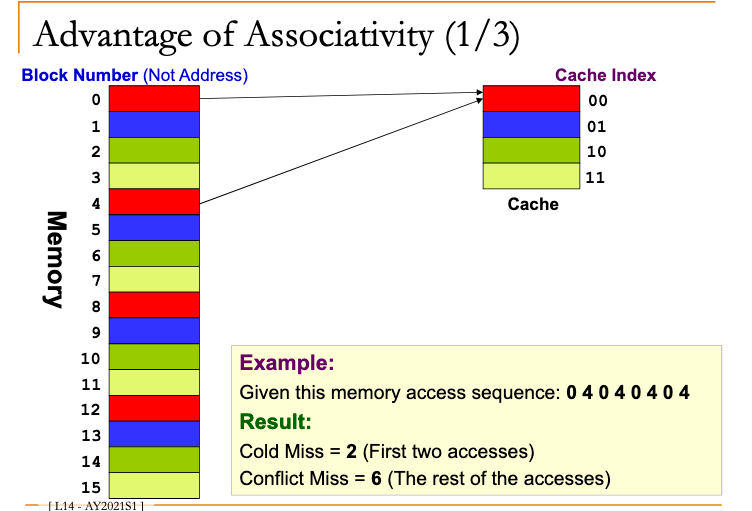 Advantage of Associativity (1/3)
Block Number (Not Address)
Cache Index
0
1
2
3
4
5
6
7
8
9
10
11
12
13
14
15
Memory
00
01
10
11
Cache
Example:
Given this memory access sequence: 0 4 0 4 0 4 0 4
Result:
Cold Miss = 2 (First two accesses)
Conflict Miss = 6 (The rest of the accesses)
[ L14 - AY2021S1 ]